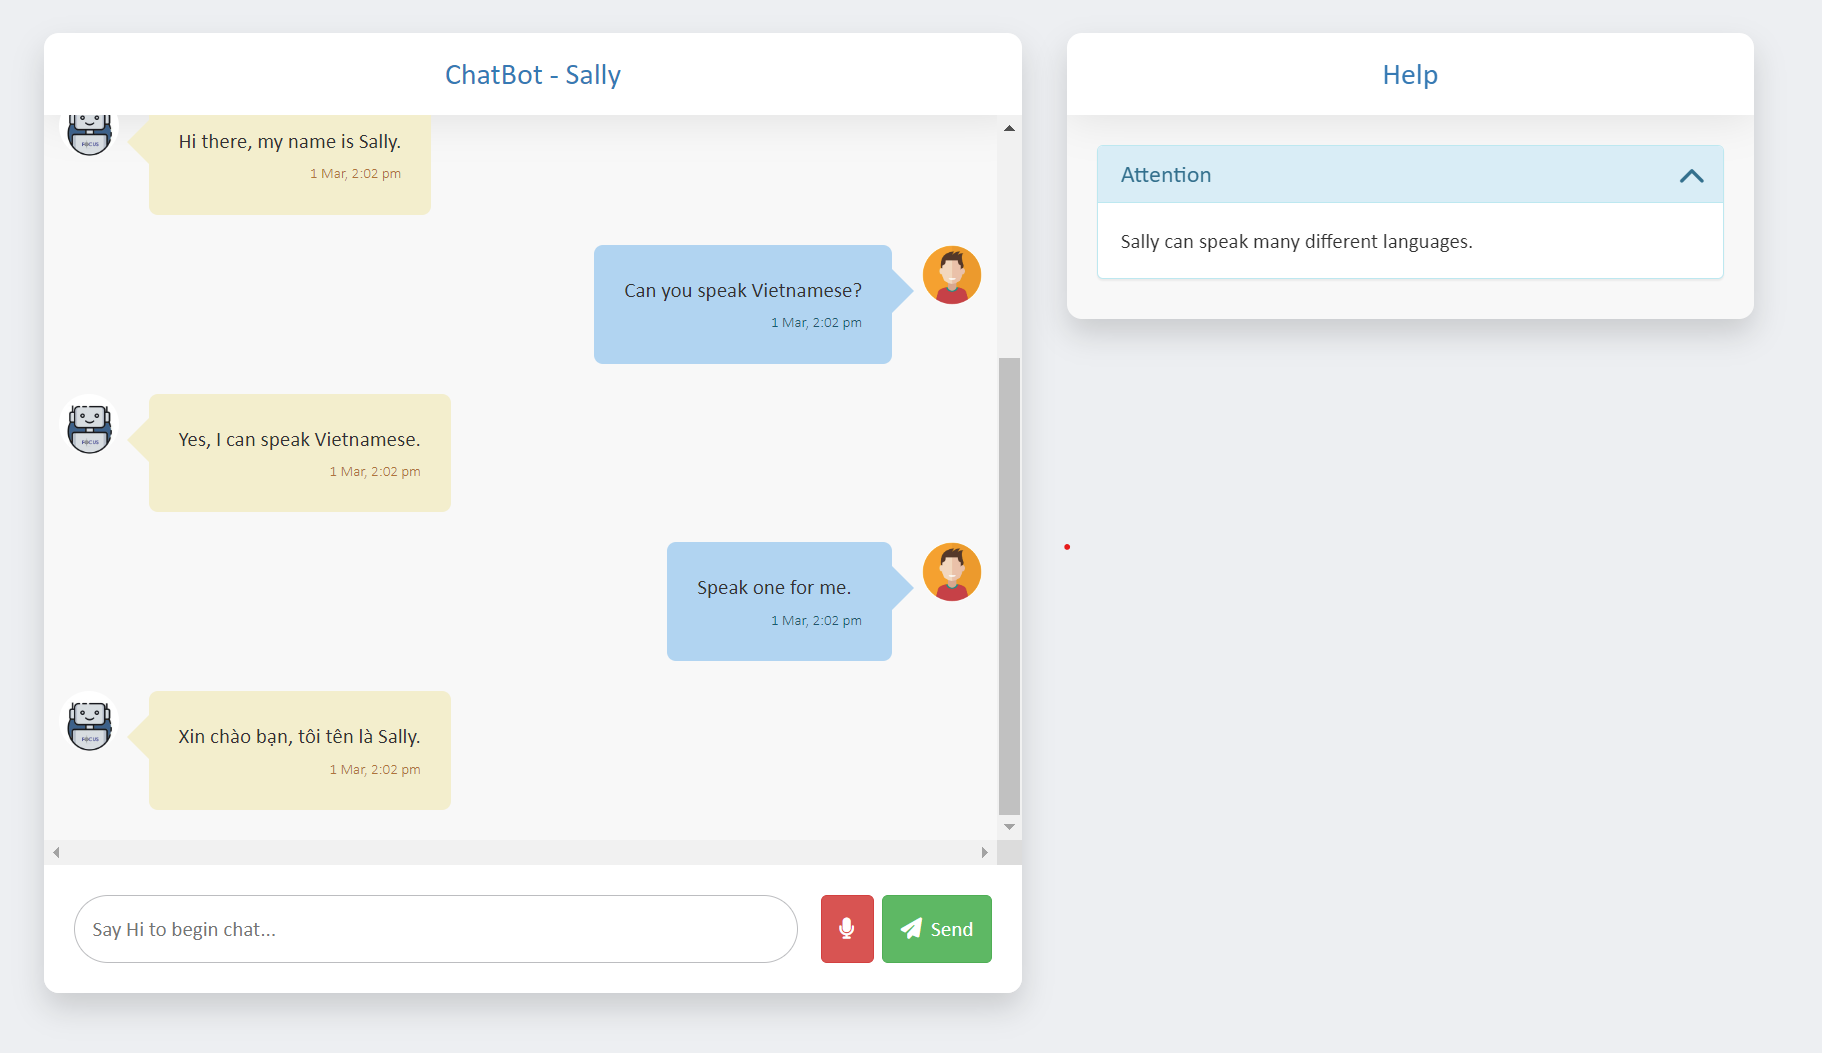 ChatBot - Sally
Hi there, my name is Sally.
1 Mar, 2:02 pm
Can you speak Vietnamese?
1 Mar, 2:02 pm
FOCUS
Yes, I can speak Vietnamese.
1 Mar, 2:02 pm
FOCUS
Speak one for me.
1 Mar, 2:02 pm
Xin chào bạn, tôi tên là Sally.
1 Mar, 2:02 pm
FOCUS
Say Hi to begin chat...
Send
Help
Attention
Sally can speak many different languages.